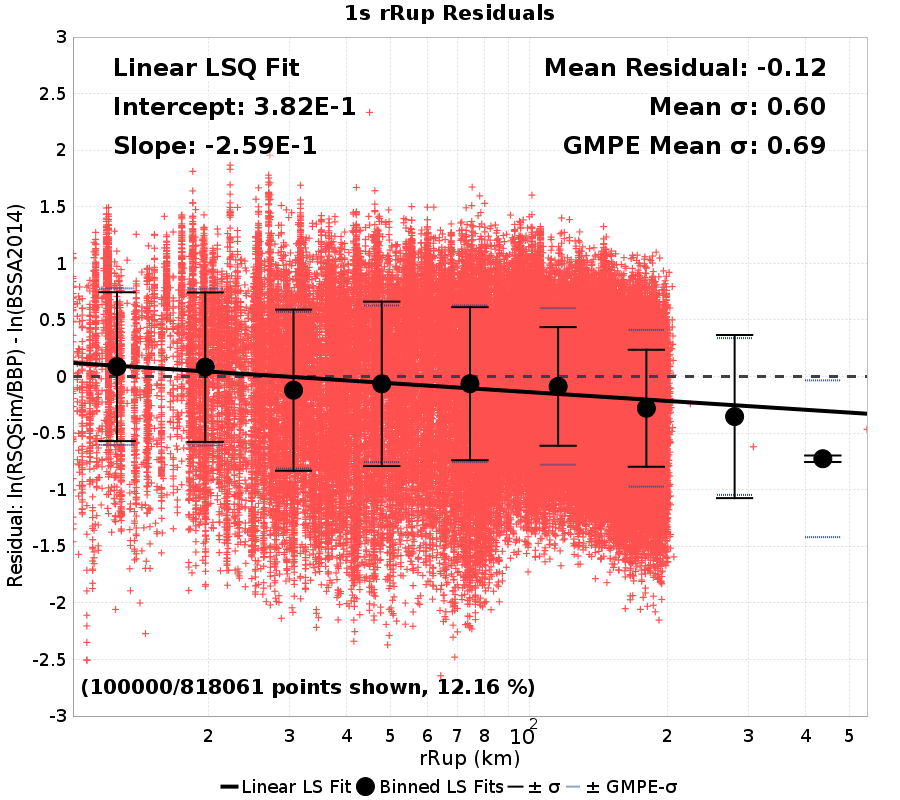 1s rRup Residuals
Linear LSQ Fit
Intercept: 3.82E-1
Slope: -2.59E-1
Mean Residual: -0.12
Mean σ: 0.60
GMPE Mean σ: 0.69
Residual: ln(RSQSim/BBP) - ln(BSSA2014)
3
2.5
2
1.5
1
0.5
0
-0.5
-1
-1.5
-2
-2.5
-3
(100000/818061 points shown, 12.16 %)
2 3 4 5 6 7 8 10² 2 3 4 5
rRup (km)
Linear LS Fit Binned LS Fits ± σ ± GMPE-σ